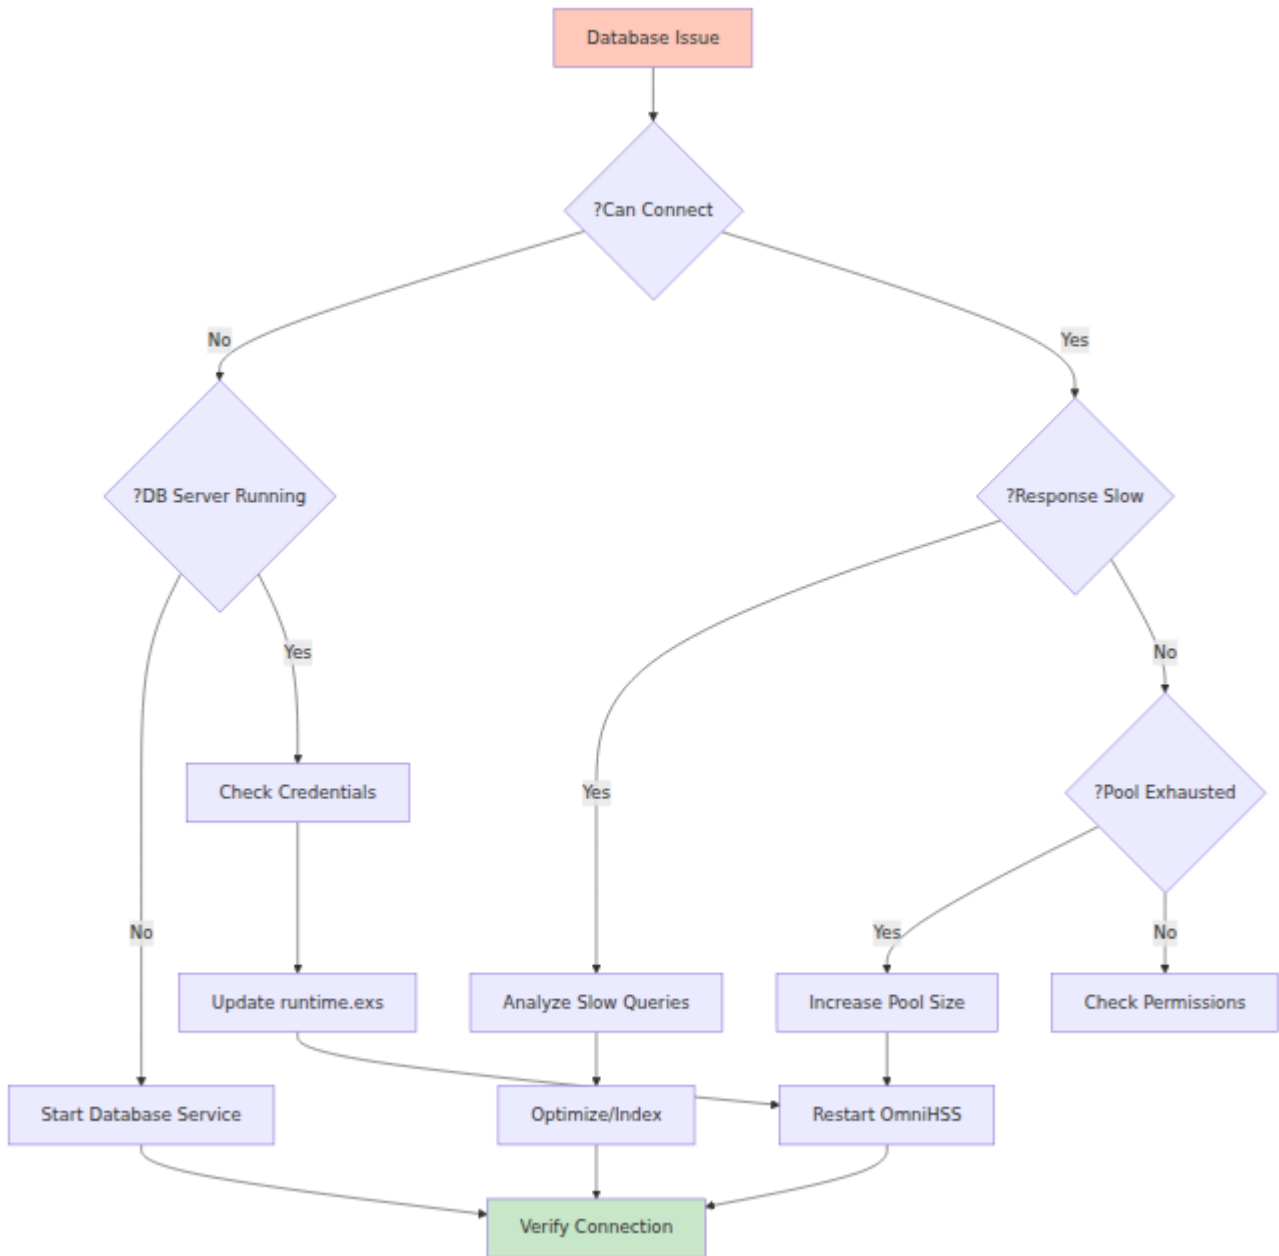 Database Issue
?Can Connect
No
Yes
?DB Server Running
?Response Slow
Yes
No
Check Credentials
Yes
?Pool Exhausted
No
Yes
No
Update runtime.exs
Analyze Slow Queries
Increase Pool Size
Check Permissions
Start Database Service
Optimize/Index
Restart OmniHSS
Verify Connection